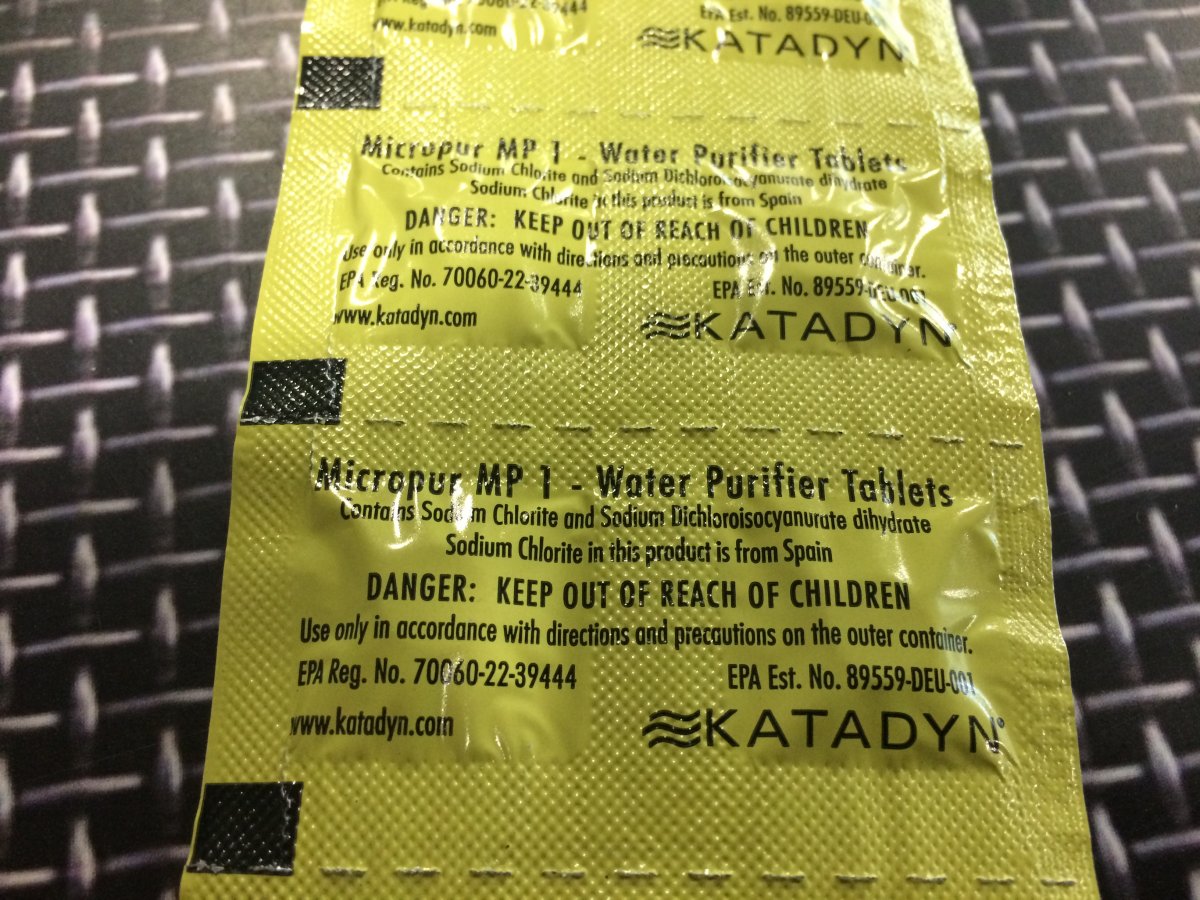 www.katadyn.com
EPA Est. No. 89559-DEU-001
KATADYN
Micropur MP 1 - Water Purifier Tablets
Contains Sodium Chlorite and Sodium Dichloroisocyanurate dihydrate
Sodium Chlorite in this product is from Spain
DANGER: KEEP OUT OF REACH OF CHILDREN
Use only in accordance with directions and precautions on the outer container.
EPA Reg. No. 70060-22-39444 EPA Est. No. 89559-DEU-001
www.katadyn.com KATADYN
Micropur MP 1 - Water Purifier Tablets
Contains Sodium Chlorite and Sodium Dichloroisocyanurate dihydrate
Sodium Chlorite in this product is from Spain
DANGER: KEEP OUT OF REACH OF CHILDREN
Use only in accordance with directions and precautions on the outer container.
EPA Reg. No. 70060-22-39444 EPA Est. No. 89559-DEU-001
www.katadyn.com KATADYN®